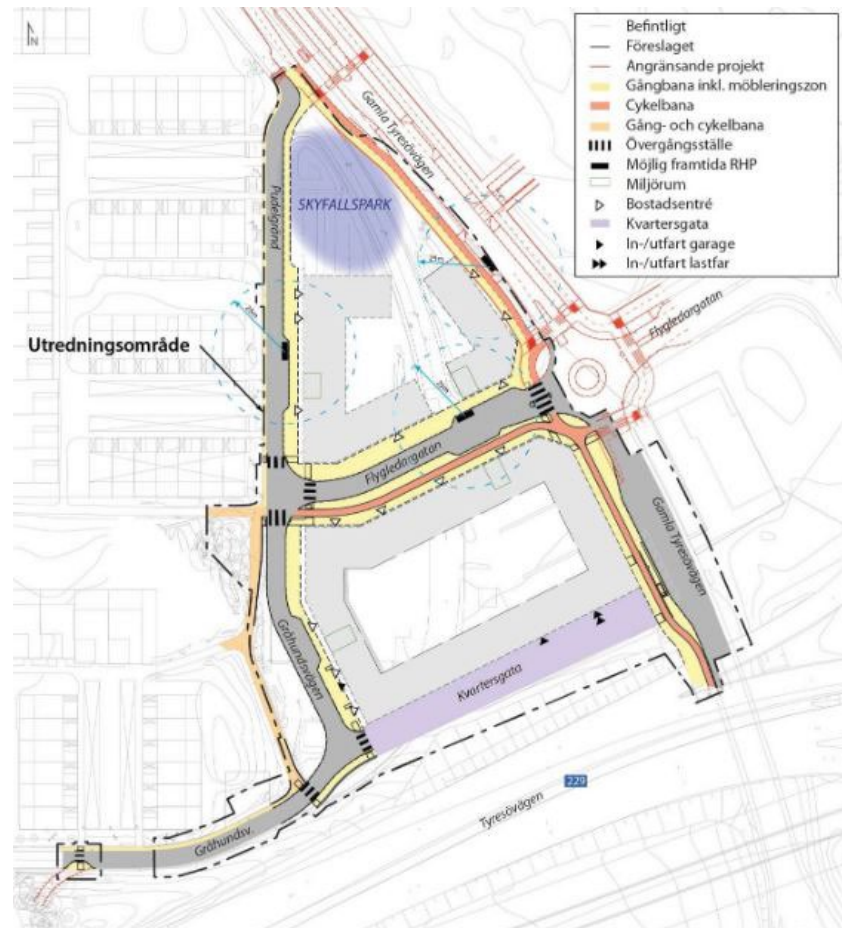 N
Befintligt
Föreslaget
Angränsande projekt
Gångbana inkl. möbleringszon
Cykelbana
Gång- och cykelbana
Övergångsställe
Möjlig framtida RHP
Miljörum
Bostadsentré
Kvartersgata
In-/utfart garage
In-/utfart lastfar
Gamla Tyresövägen
SKYFALLSPARK
Pudelgränd
Flygledargatan
Utredningsområde
Flygledargatan
Gamla Tyresövägen
Gråhundsvägen
Kvartersgata
229
Tyresövägen
Gråhundsv.